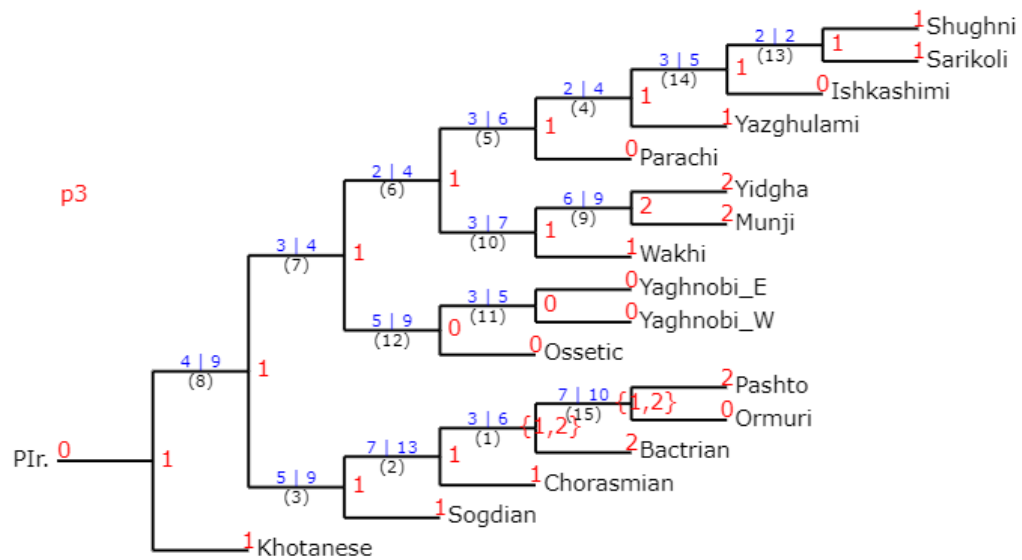 1 Shughni
2 | 2
(13)
1
1 Sarikoli
3 | 5
(14)
1
0 Ishkashimi
2 | 4
(4)
1
1 Yazghulami
3 | 6
(5)
1
0 Parachi
2 | 4
(6)
1
p3
2 Yidgha
6 | 9
(9)
2
2 Munji
3 | 7
(10)
1
1 Wakhi
3 | 4
(7)
1
0 Yaghnobi_E
3 | 5
(11)
0
0 Yaghnobi_W
5 | 9
(12)
0
0 Ossetic
4 | 9
(8)
1
2 Pashto
7 | 10
(15)
{1,2}
0 Ormuri
3 | 6
(1)
{1,2}
2 Bactrian
7 | 13
(2)
1
1 Chorasmian
5 | 9
(3)
1
1 Sogdian
PIr. 0
1
1 Khotanese